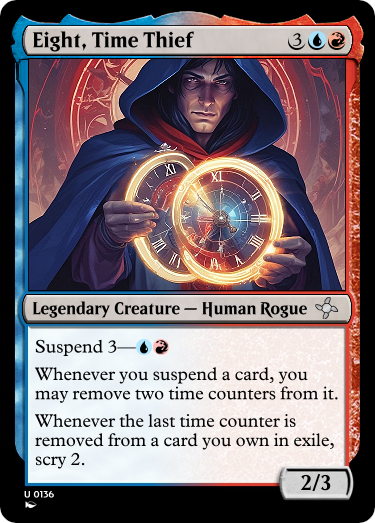 Eight, Time Thief 3
Legendary Creature — Human Rogue
Suspend 3—
Whenever you suspend a card, you
may remove two time counters from it.
Whenever the last time counter is
removed from a card you own in exile,
scry 2.
2/3
U 0136